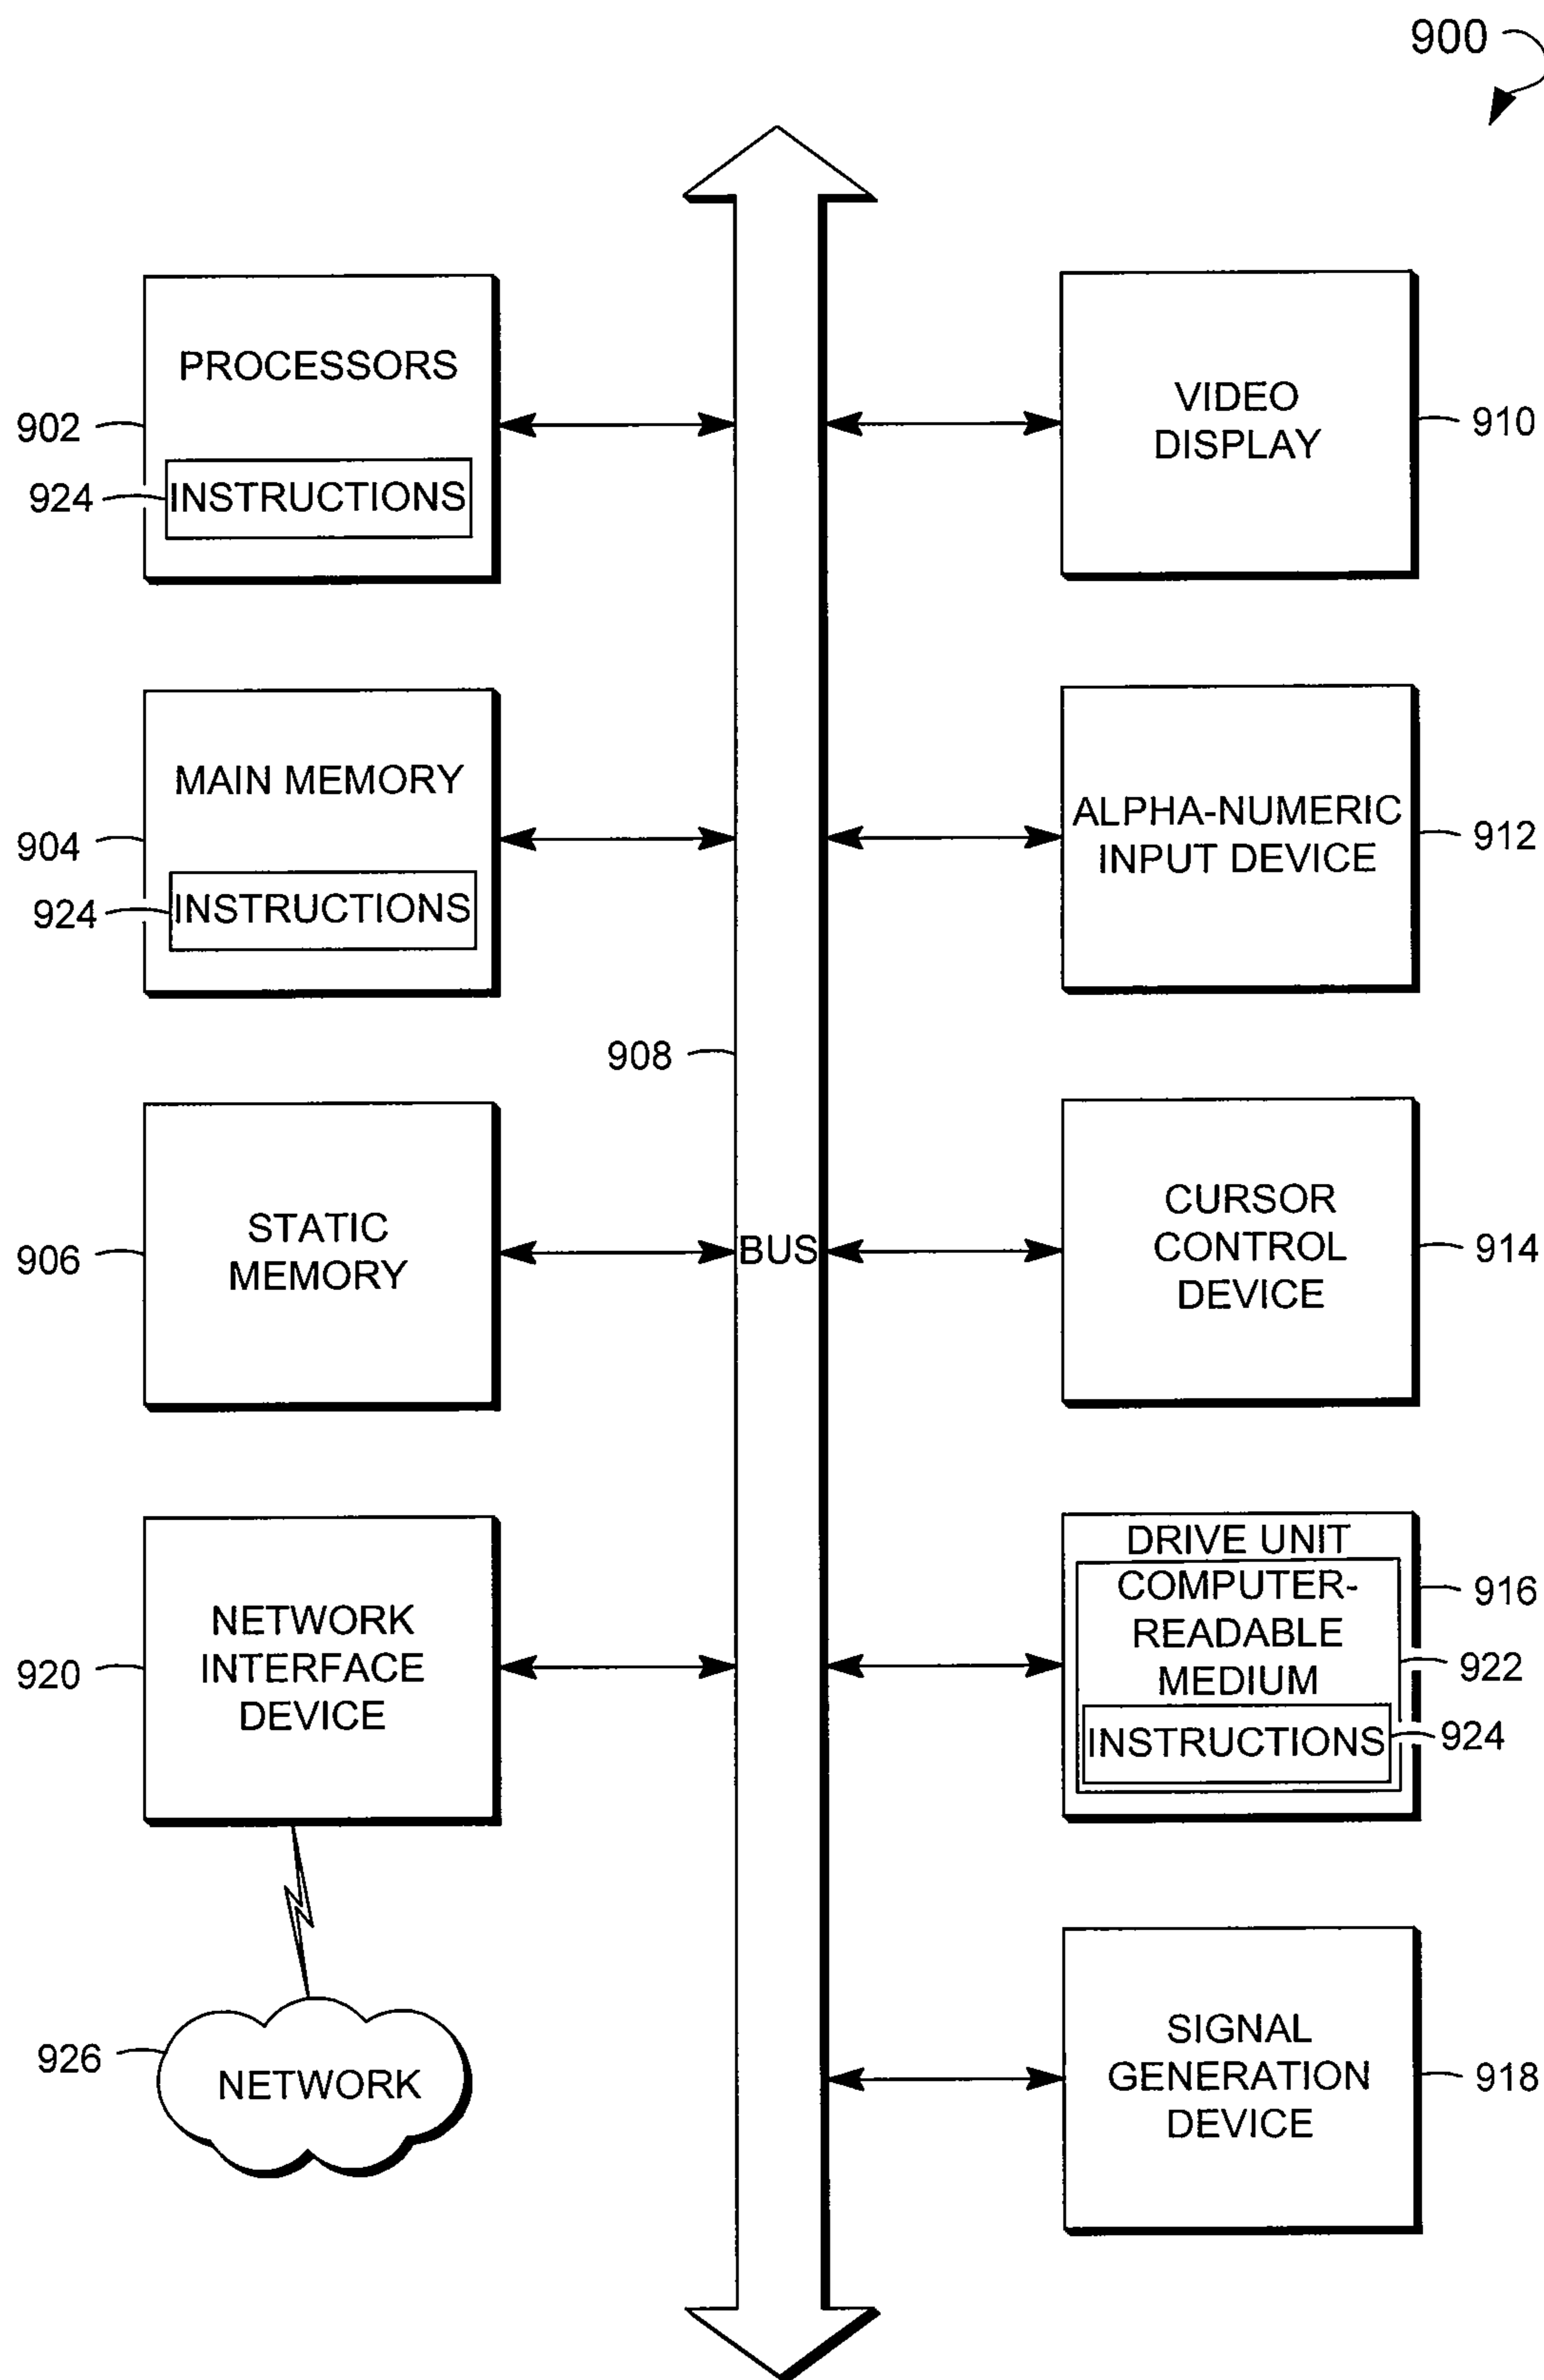 900
PROCESSORS
902
924
INSTRUCTIONS
MAIN MEMORY
904
924
INSTRUCTIONS
908
STATIC
MEMORY
906
BUS
NETWORK
INTERFACE
DEVICE
920
926
NETWORK
VIDEO
DISPLAY
910
ALPHA-NUMERIC
INPUT DEVICE
912
CURSOR
CONTROL
DEVICE
914
DRIVE UNIT
COMPUTER-
READABLE
MEDIUM
916
922
INSTRUCTIONS
924
SIGNAL
GENERATION
DEVICE
918